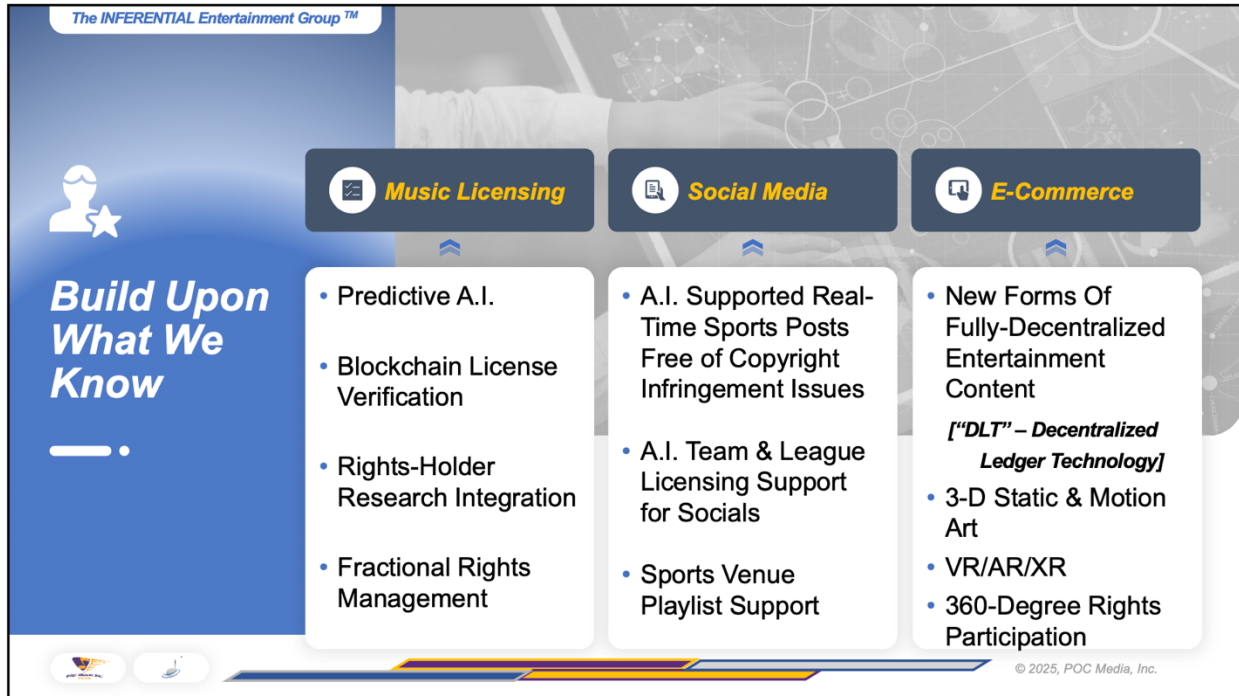 The INFERENTIAL Entertainment Group TM
Build Upon
What We
Know
Music Licensing
• Predictive A.I.
• Blockchain License
Verification
• Rights-Holder
Research Integration
• Fractional Rights
Management
Social Media
• A.I. Supported Real-
Time Sports Posts
Free of Copyright
Infringement Issues
• A.I. Team & League
Licensing Support
for Socials
• Sports Venue
Playlist Support
E-Commerce
• New Forms Of
Fully-Decentralized
Entertainment
Content
[“DLT” – Decentralized
Ledger Technology]
• 3-D Static & Motion
Art
• VR/AR/XR
• 360-Degree Rights
Participation
© 2025, POC Media, Inc.